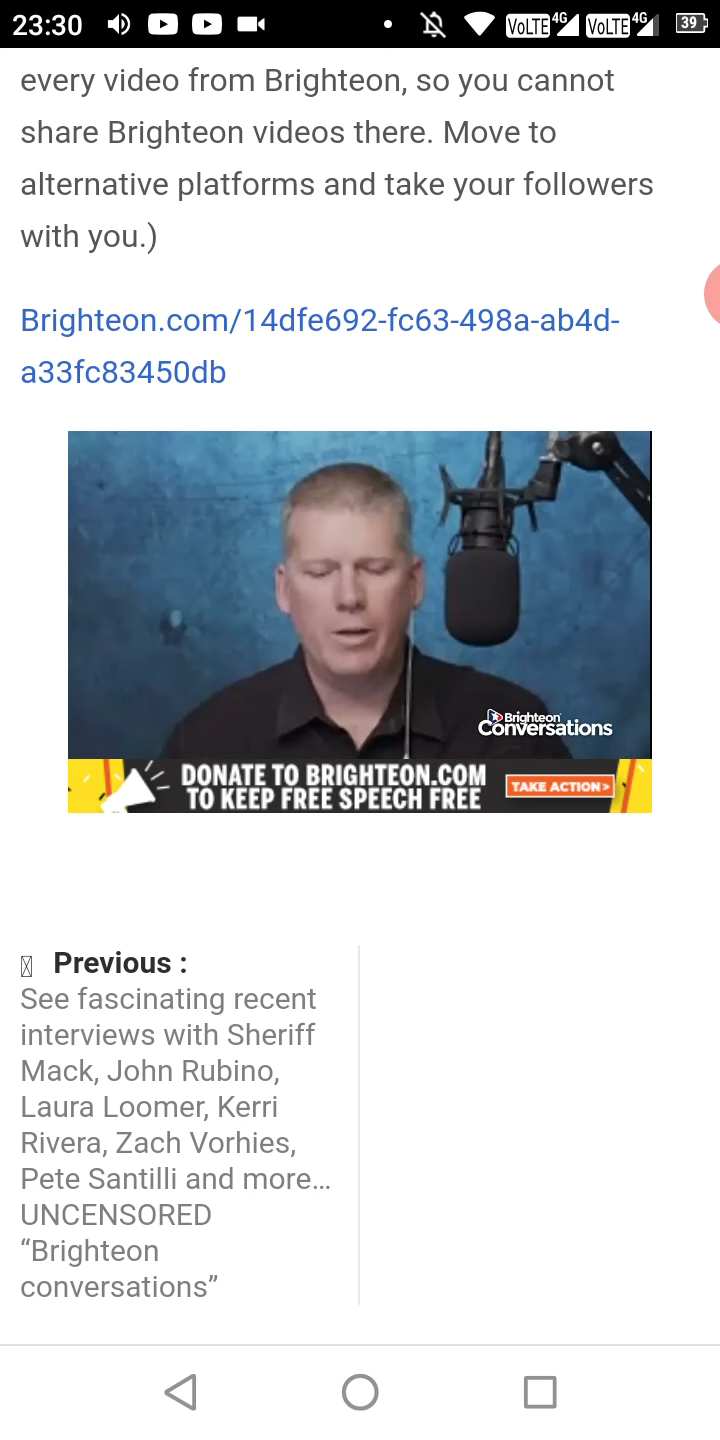 23:30
VoLTE 4G VoLTE 4G 39
every video from Brighteon, so you cannot
share Brighteon videos there. Move to
alternative platforms and take your followers
with you.)
Brighteon.com/14dfe692-fc63-498a-ab4d-
a33fc83450db
Brighteon
Conversations
DONATE TO BRIGHTEON.COM
TO KEEP FREE SPEECH FREE
TAKE ACTION>
Previous :
See fascinating recent
interviews with Sheriff
Mack, John Rubino,
Laura Loomer, Kerri
Rivera, Zach Vorhies,
Pete Santilli and more…
UNCENSORED
“Brighteon
conversations”